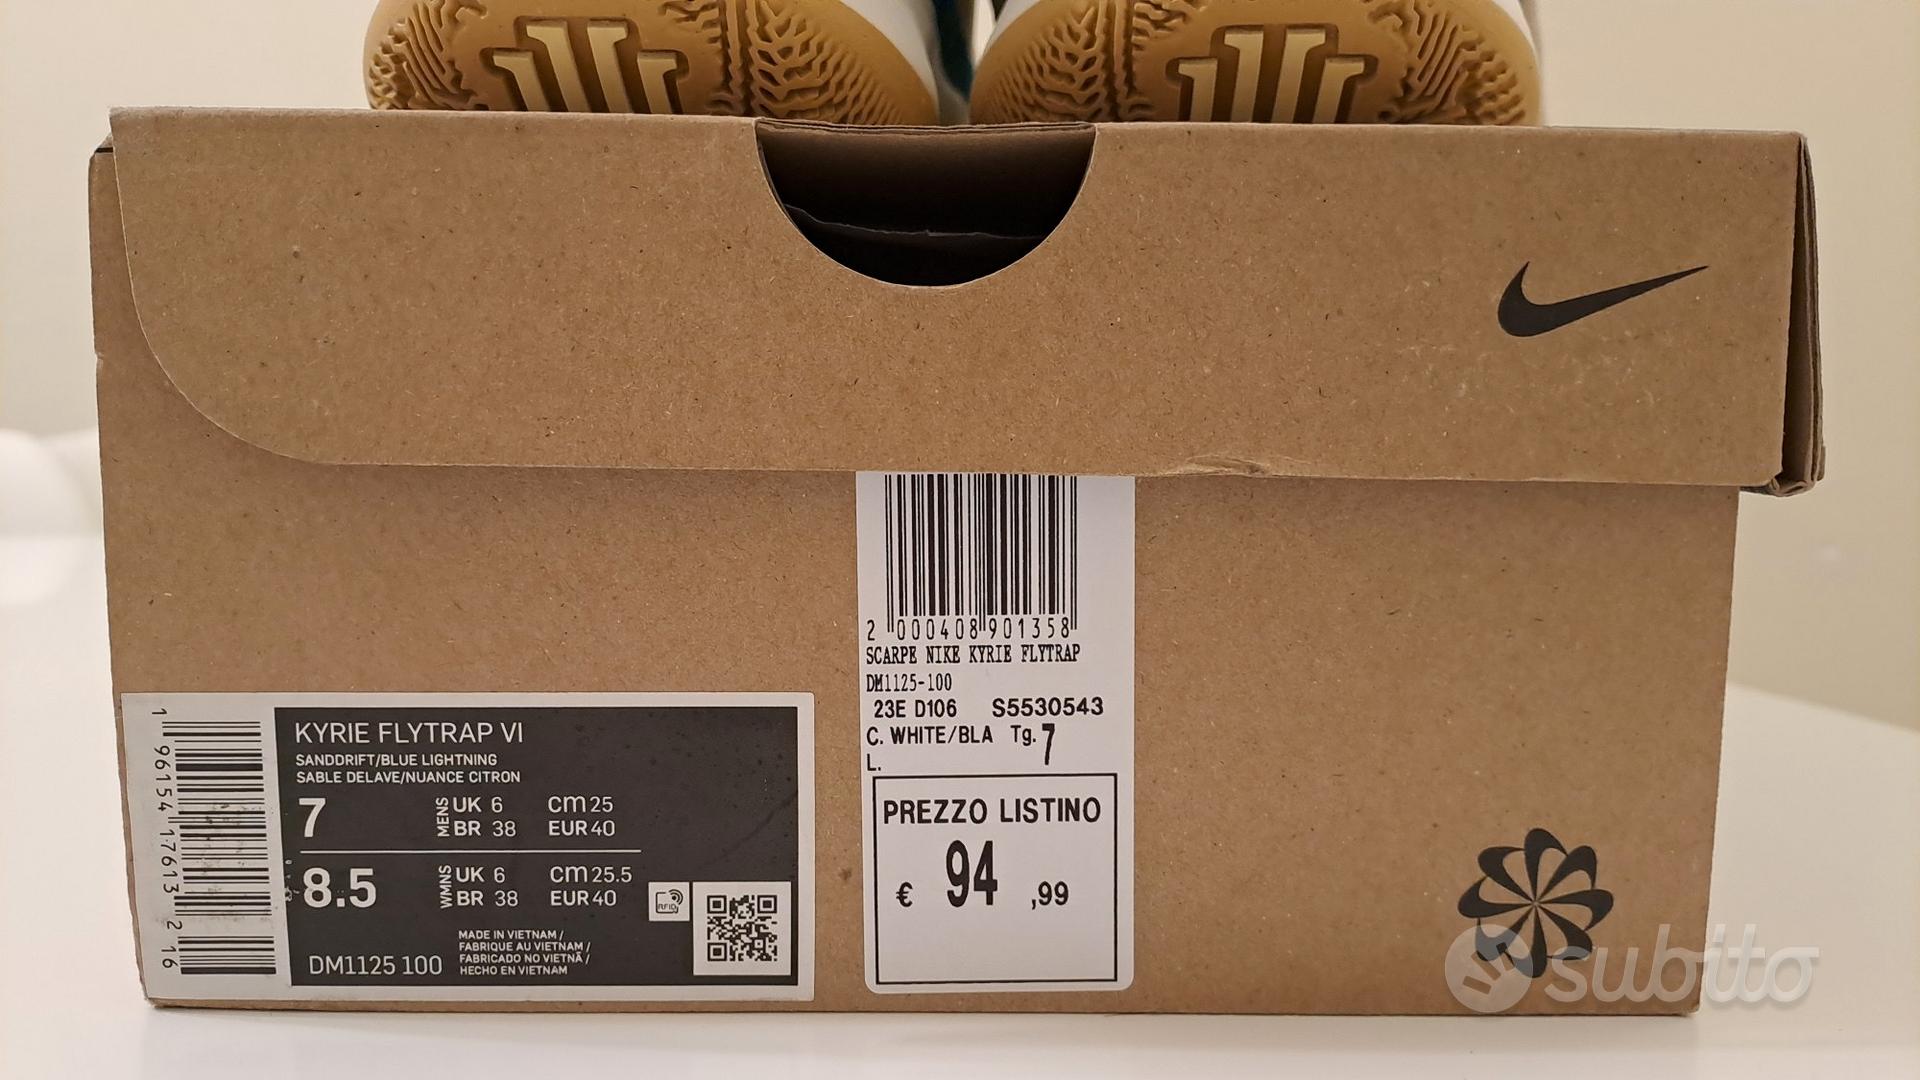 2 000408 901358
SCARPE NIKE KYRIE FLYTRAP
DM1125-100
23E D106 S5530543
C. WHITE/BLA Tg. 7
L.
PREZZO LISTINO
€ 94 ,99
1 96154 17613 2 16
KYRIE FLYTRAP VI
SANDDRIFT/BLUE LIGHTNING
SABLE DELAVE/NUANCE CITRON
7 MENS UK 6 cm 25
BR 38 EUR 40
8.5 WMNS UK 6 cm 25.5
BR 38 EUR 40
RFID
DM1125 100
MADE IN VIETNAM /
FABRIQUE AU VIETNAM /
FABRICADO NO VIETNÃ /
HECHO EN VIETNAM
subito